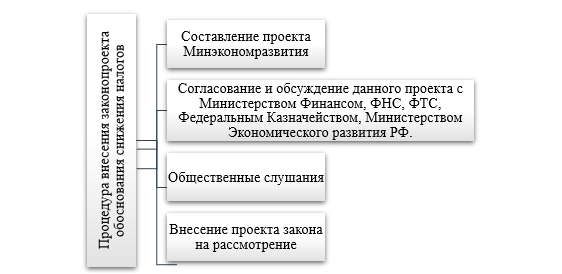 Процедура внесения законопроекта
обоснования снижения налогов
Составление проекта
Минэкономразвития
Согласование и обсуждение данного проекта с
Министерством Финансом, ФНС, ФТС,
Федеральным Казначейством, Министерством
Экономического развития РФ.
Общественные слушания
Внесение проекта закона
на рассмотрение